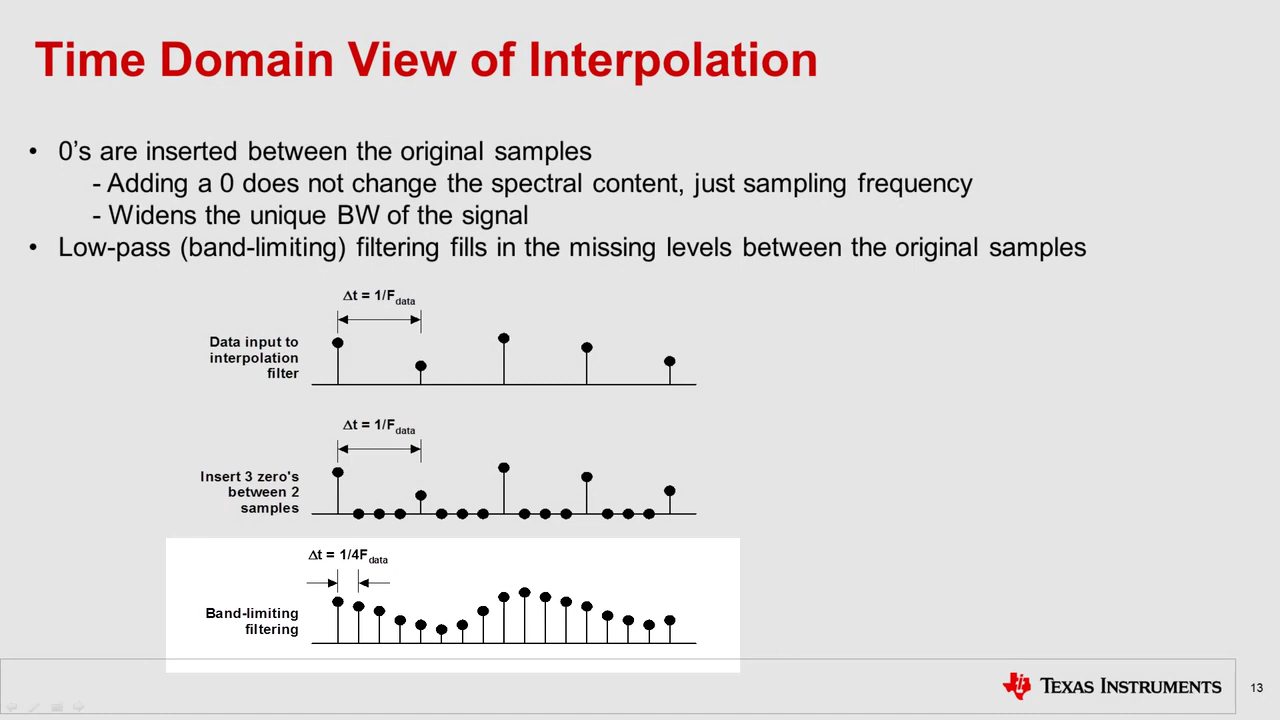 Time Domain View of Interpolation
• 0’s are inserted between the original samples
- Adding a 0 does not change the spectral content, just sampling frequency
- Widens the unique BW of the signal
• Low-pass (band-limiting) filtering fills in the missing levels between the original samples
Δt = 1/Fdata
Data input to
interpolation
filter
Δt = 1/Fdata
Insert 3 zero's
between 2
samples
Δt = 1/4Fdata
Band-limiting
filtering
TEXAS INSTRUMENTS
13